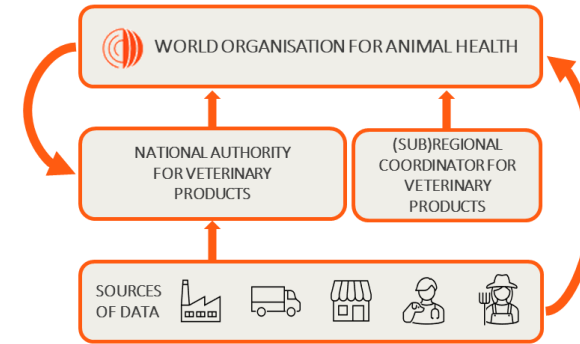 WORLD ORGANISATION FOR ANIMAL HEALTH
NATIONAL AUTHORITY
FOR VETERINARY
PRODUCTS
(SUB)REGIONAL
COORDINATOR FOR
VETERINARY
PRODUCTS
SOURCES
OF DATA